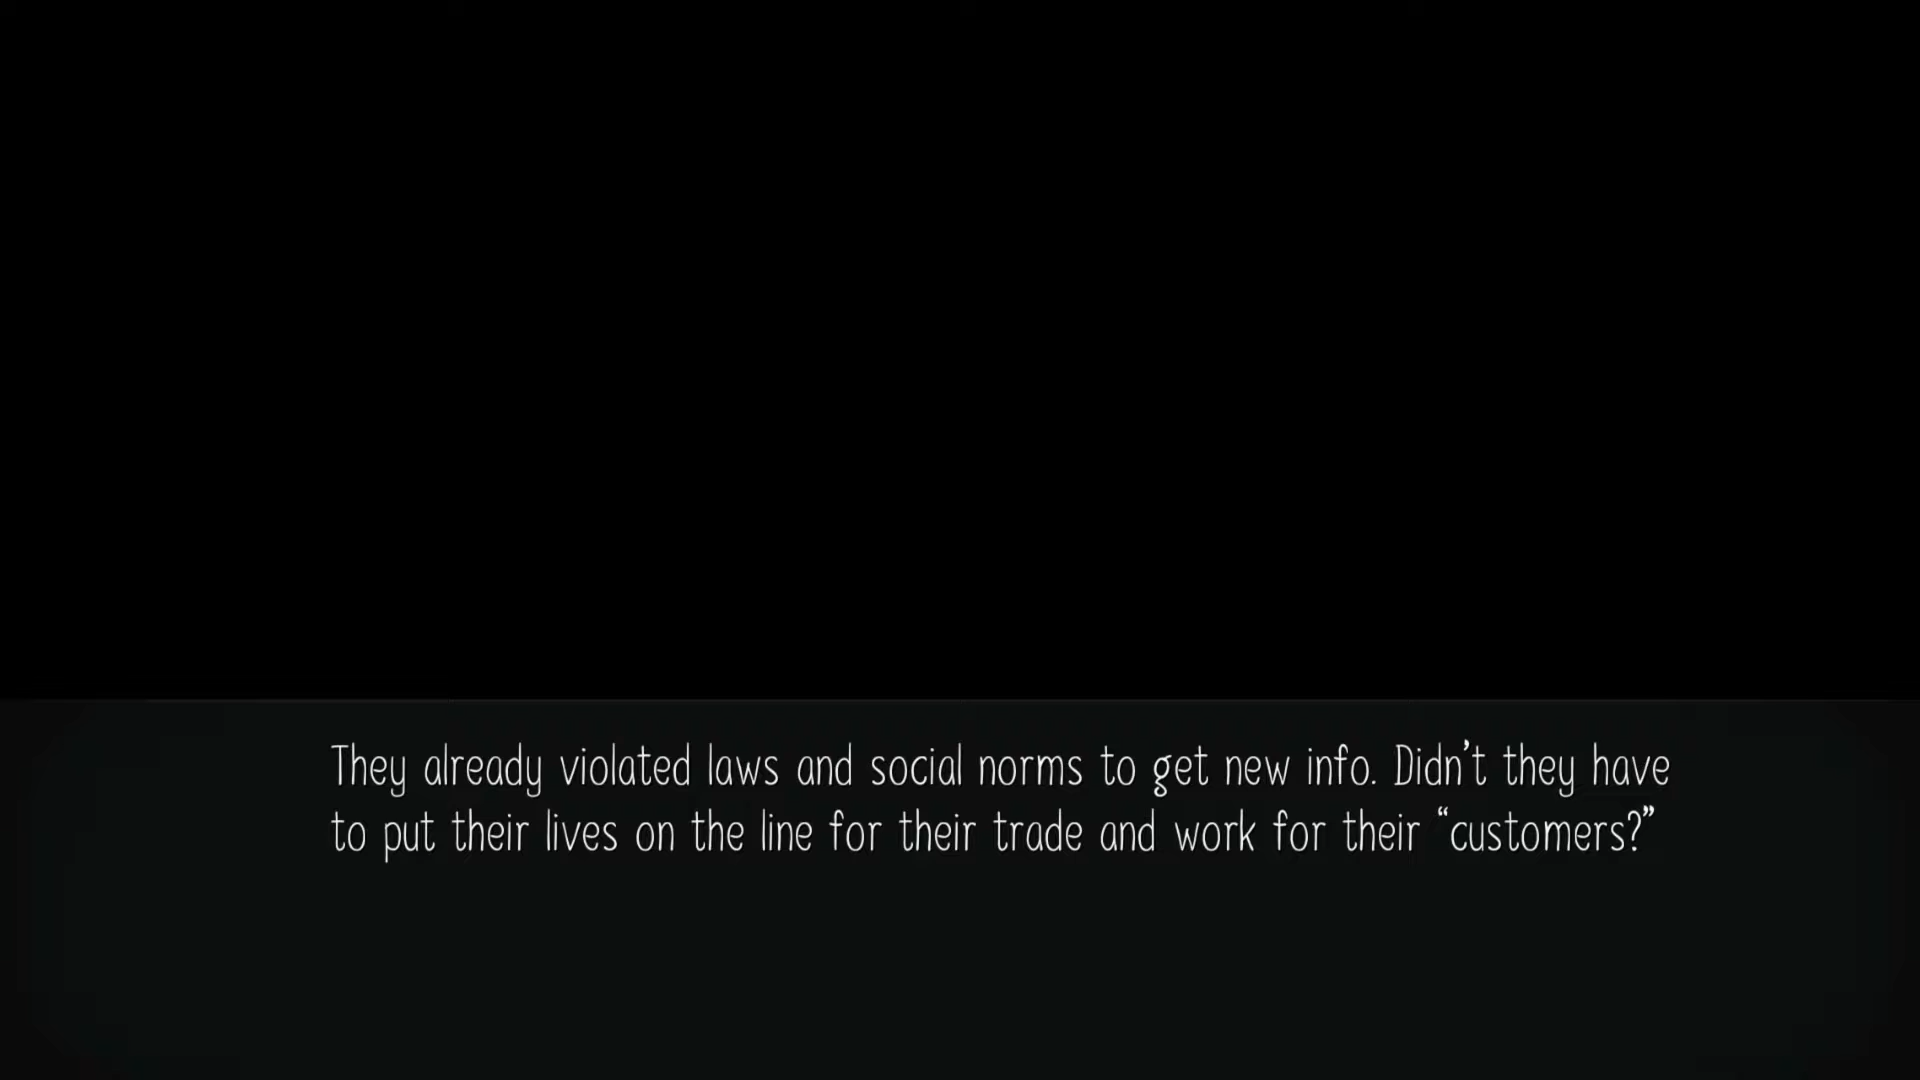 They already violated laws and social norms to get new info. Didn't they have
to put their lives on the line for their trade and work for their “customers?”